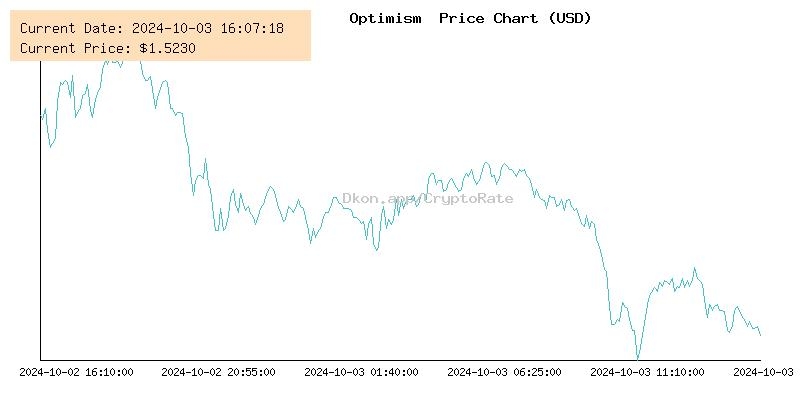 Optimism  Price Chart (USD)
Current Date: 2024-10-03 16:07:18
Current Price: $1.5230
Dkon.app/CryptoRate
2024-10-02 16:10:00 2024-10-02 20:55:00 2024-10-03 01:40:00 2024-10-03 06:25:00 2024-10-03 11:10:00 2024-10-03